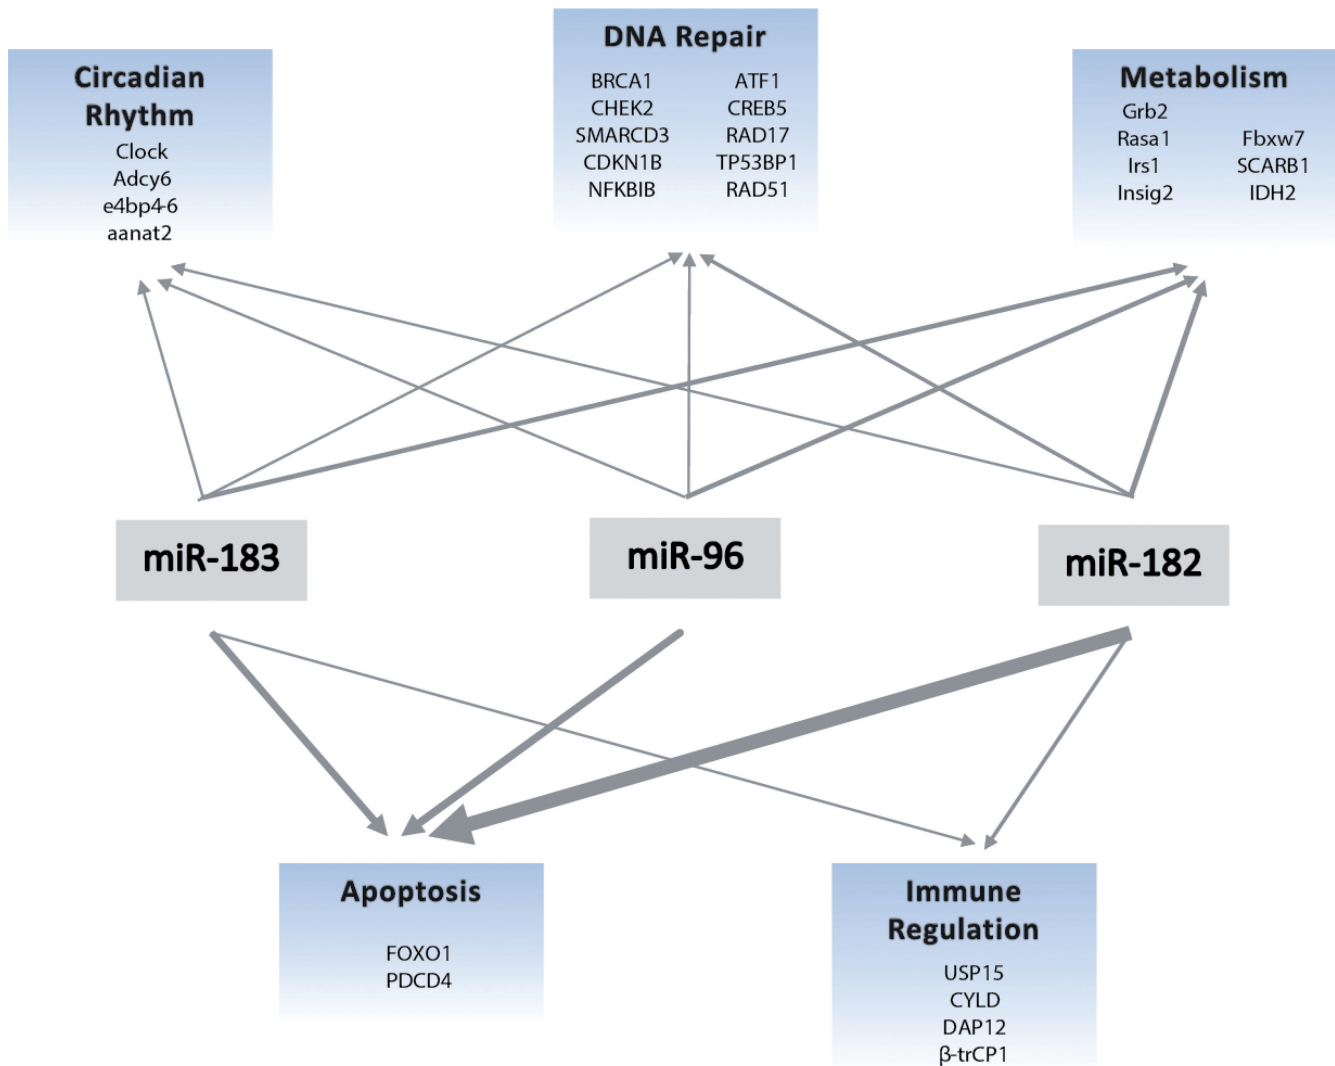 Circadian
Rhythm
Clock
Adcy6
e4bp4-6
aanat2
DNA Repair
BRCA1 ATF1
CHEK2 CREB5
SMARCD3 RAD17
CDKN1B TP53BP1
NFKBIB RAD51
Metabolism
Grb2
Rasa1 Fbxw7
Irs1 SCARB1
Insig2 IDH2
miR-183
miR-96
miR-182
Apoptosis
FOXO1
PDCD4
Immune
Regulation
USP15
CYLD
DAP12
β-trCP1